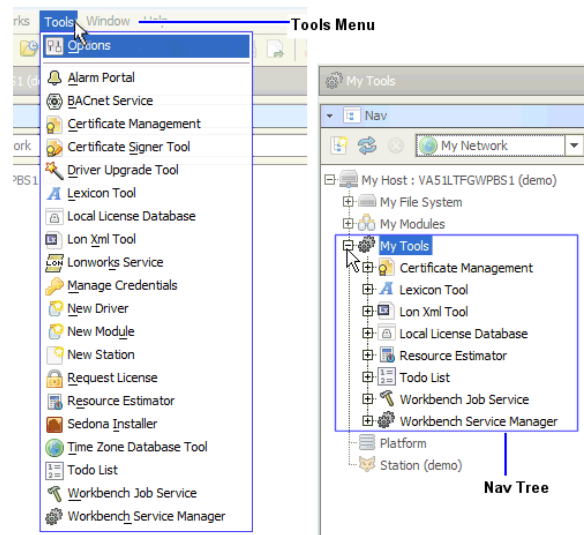 rks Tools Window Help
Tools Menu
Options
S1 (d
Alarm Portal
BACnet Service
Certificate Management
ork
Certificate Signer Tool
Driver Upgrade Tool
PBS1
Lexicon Tool
Local License Database
Lon Xml Tool
LON
Lonworks Service
Manage Credentials
New Driver
New Module
New Station
Request License
Resource Estimator
Sedona Installer
Time Zone Database Tool
Todo List
Workbench Job Service
Workbench Service Manager
My Tools
Nav
My Network
My Host : VA51LTFGWPBS1 (demo)
My File System
My Modules
My Tools
Certificate Management
Lexicon Tool
Lon Xml Tool
Local License Database
Resource Estimator
Todo List
Workbench Job Service
Workbench Service Manager
Platform
Station (demo)
Nav Tree